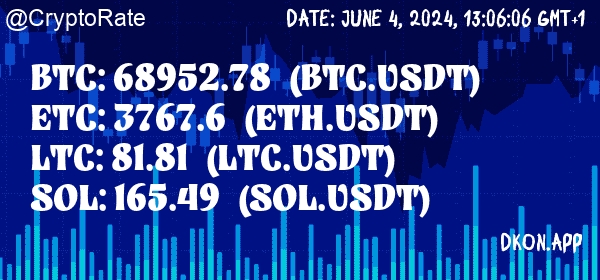 @CryptoRate
DATE: JUNE 4, 2024, 13:06:06 GMT+1
BTC: 68952.78 (BTC.USDT)
ETC: 3767.6 (ETH.USDT)
LTC: 81.81 (LTC.USDT)
SOL: 165.49 (SOL.USDT)
DKON.APP